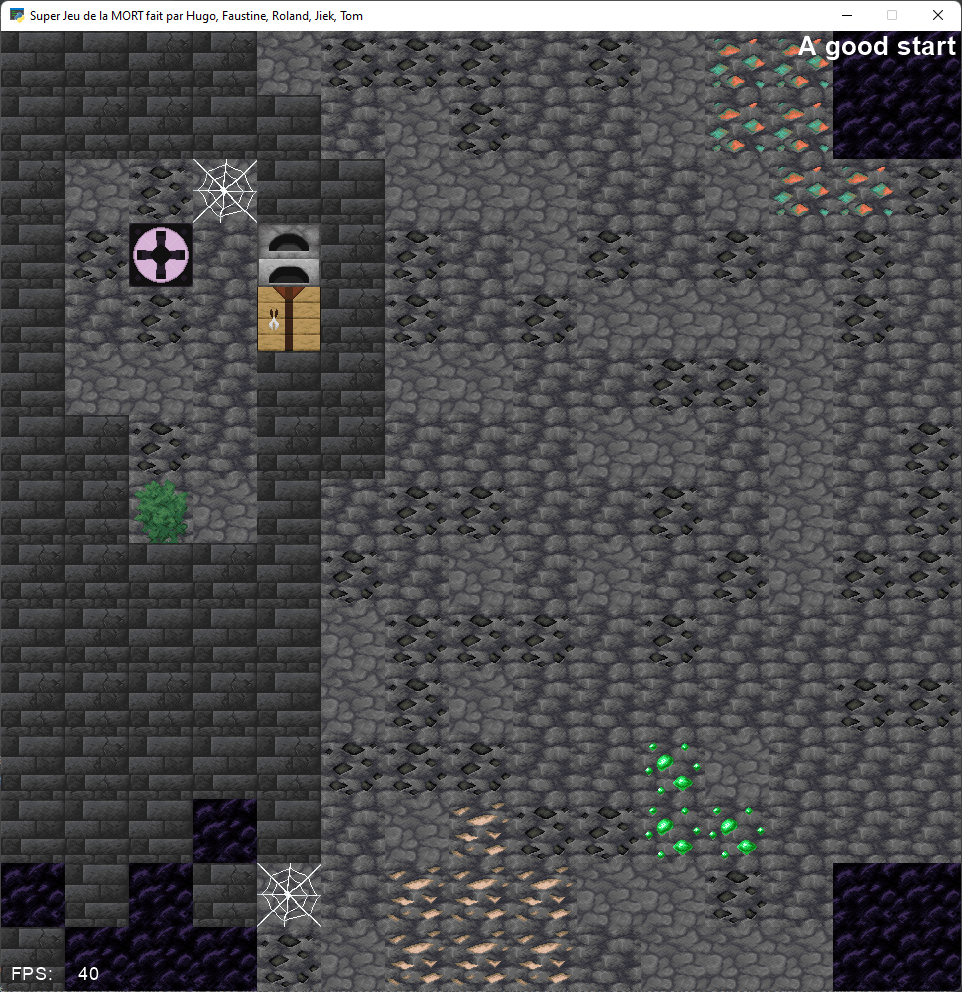 Super Jeu de la MORT fait par Hugo, Faustine, Roland, Jiek, Tom
A good start
FPS: 40